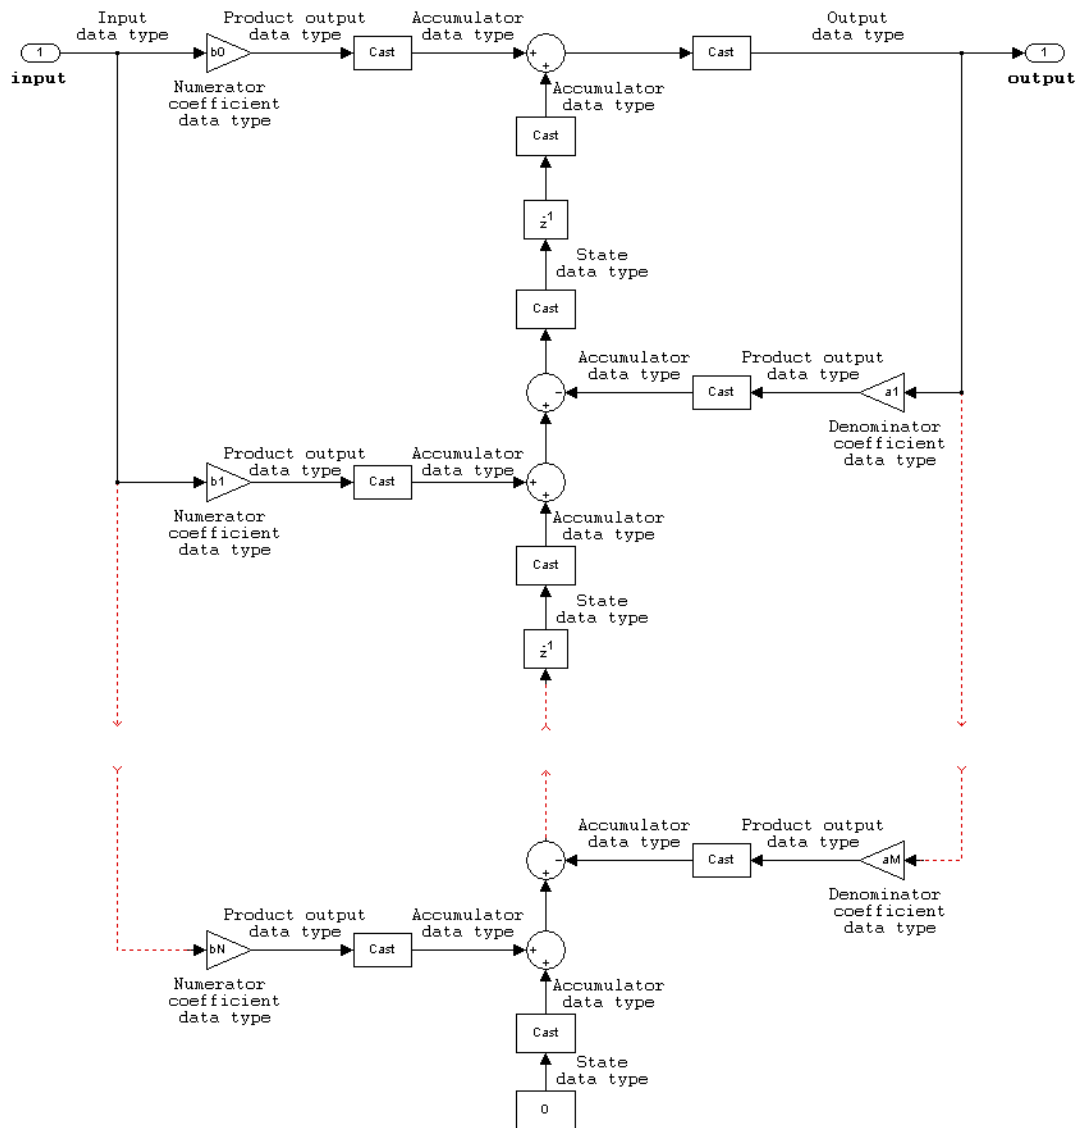 Input
data type
Product output
data type
Accumulator
data type
Output
data type
1
b0
Cast
+
+
Cast
1
input
output
Numerator
coefficient
data type
Accumulator
data type
Cast
z-1
State
data type
Cast
Accumulator
data type
Product output
data type
-
+
Cast
a1
Denominator
coefficient
data type
Product output
data type
Accumulator
data type
b1
Cast
+
+
Numerator
coefficient
data type
Accumulator
data type
Cast
State
data type
z-1
Accumulator
data type
Product output
data type
-
+
Cast
aM
Denominator
coefficient
data type
Product output
data type
Accumulator
data type
bN
Cast
+
+
Numerator
coefficient
data type
Accumulator
data type
Cast
State
data type
0